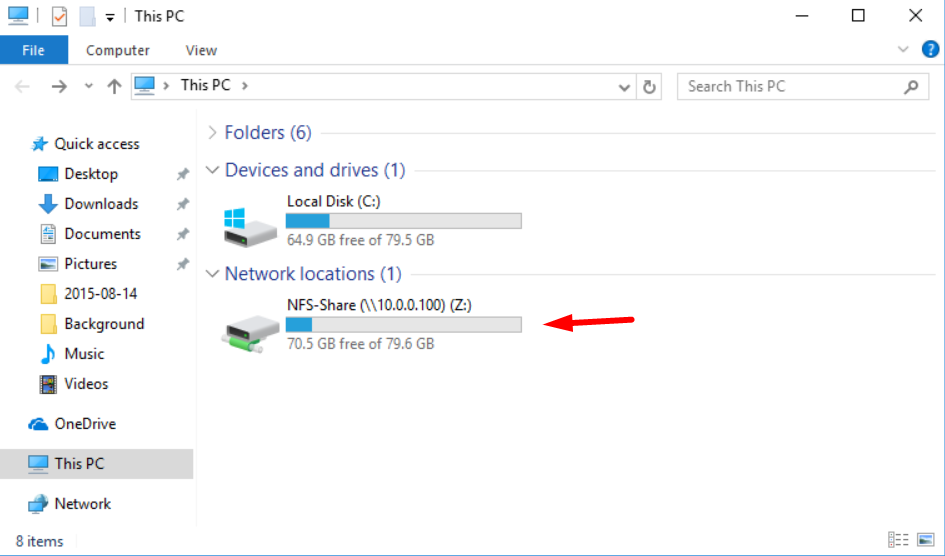 This PC
File Computer View
This PC
Search This PC
Quick access
Desktop
Downloads
Documents
Pictures
2015-08-14
Background
Music
Videos
OneDrive
This PC
Network
Folders (6)
Devices and drives (1)
Local Disk (C:)
64.9 GB free of 79.5 GB
Network locations (1)
NFS-Share (\\10.0.0.100) (Z:)
70.5 GB free of 79.6 GB
8 items